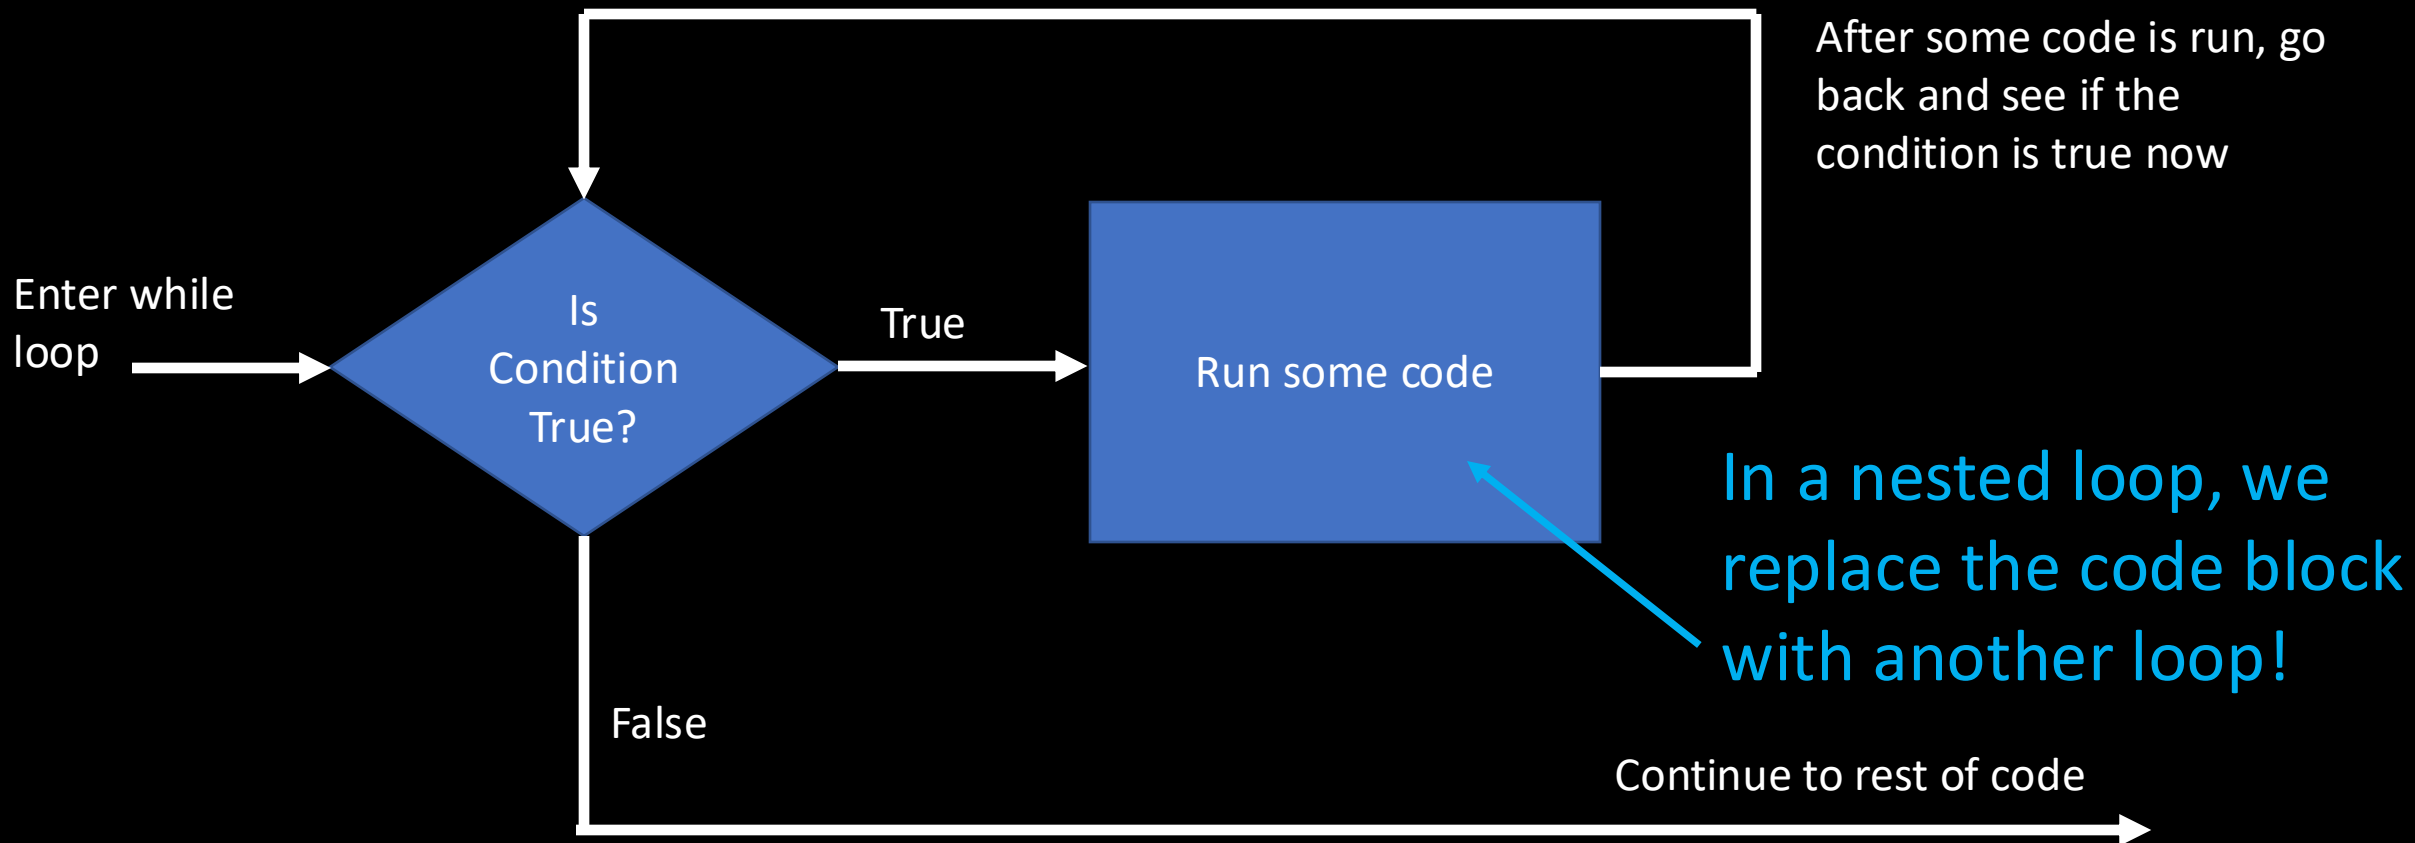 After some code is run, go
back and see if the
condition is true now
Enter while
loop
Is
Condition
True?
True
Run some code
In a nested loop, we
replace the code block
with another loop!
False
Continue to rest of code